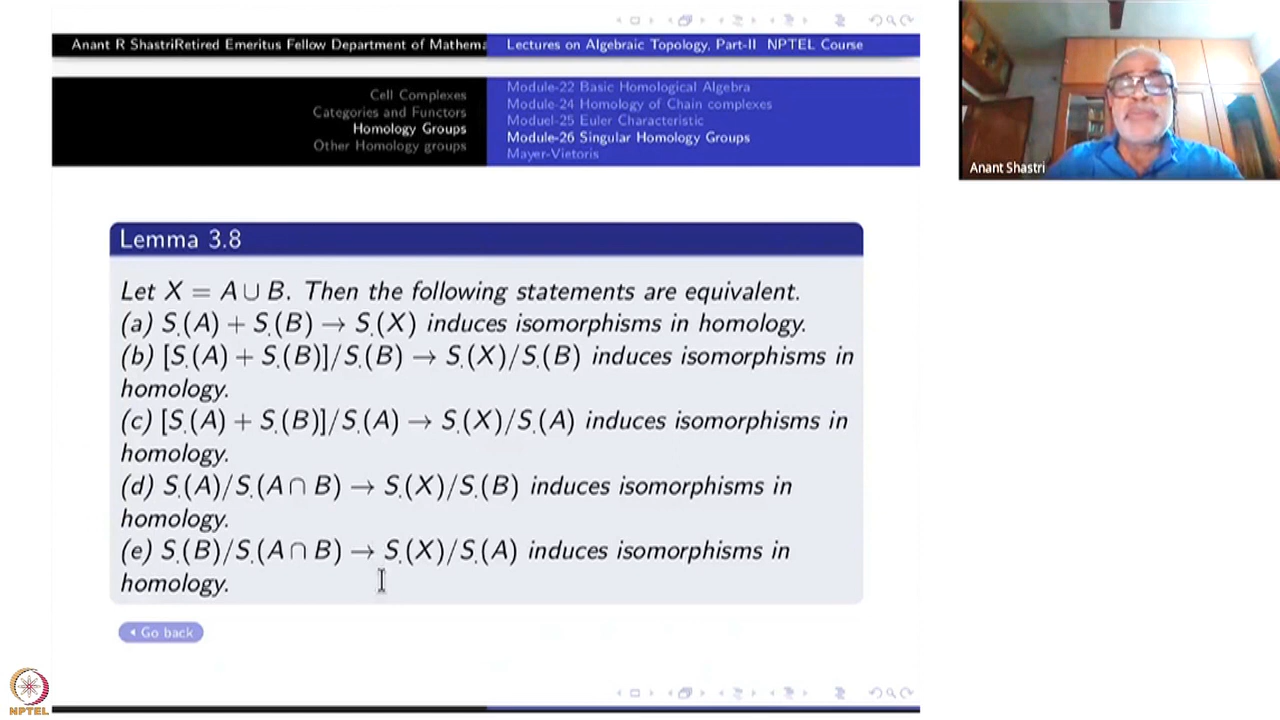 Anant R ShastriRetired Emeritus Fellow Department of Mathema
Lectures on Algebraic Topology, Part-II NPTEL Course
Cell Complexes
Categories and Functors
Homology Groups
Other Homology groups
Module-22 Basic Homological Algebra
Module-24 Homology of Chain complexes
Moduel-25 Euler Characteristic
Module-26 Singular Homology Groups
Mayer-Vietoris
Anant Shastri
Lemma 3.8
Let X = A ∪ B. Then the following statements are equivalent.
(a) S.(A) + S.(B) → S.(X) induces isomorphisms in homology.
(b) [S.(A) + S.(B)]/S.(B) → S.(X)/S.(B) induces isomorphisms in
homology.
(c) [S.(A) + S.(B)]/S.(A) → S.(X)/S.(A) induces isomorphisms in
homology.
(d) S.(A)/S.(A ∩ B) → S.(X)/S.(B) induces isomorphisms in
homology.
(e) S.(B)/S.(A ∩ B) → S.(X)/S.(A) induces isomorphisms in
homology.
Go back
NPTEL